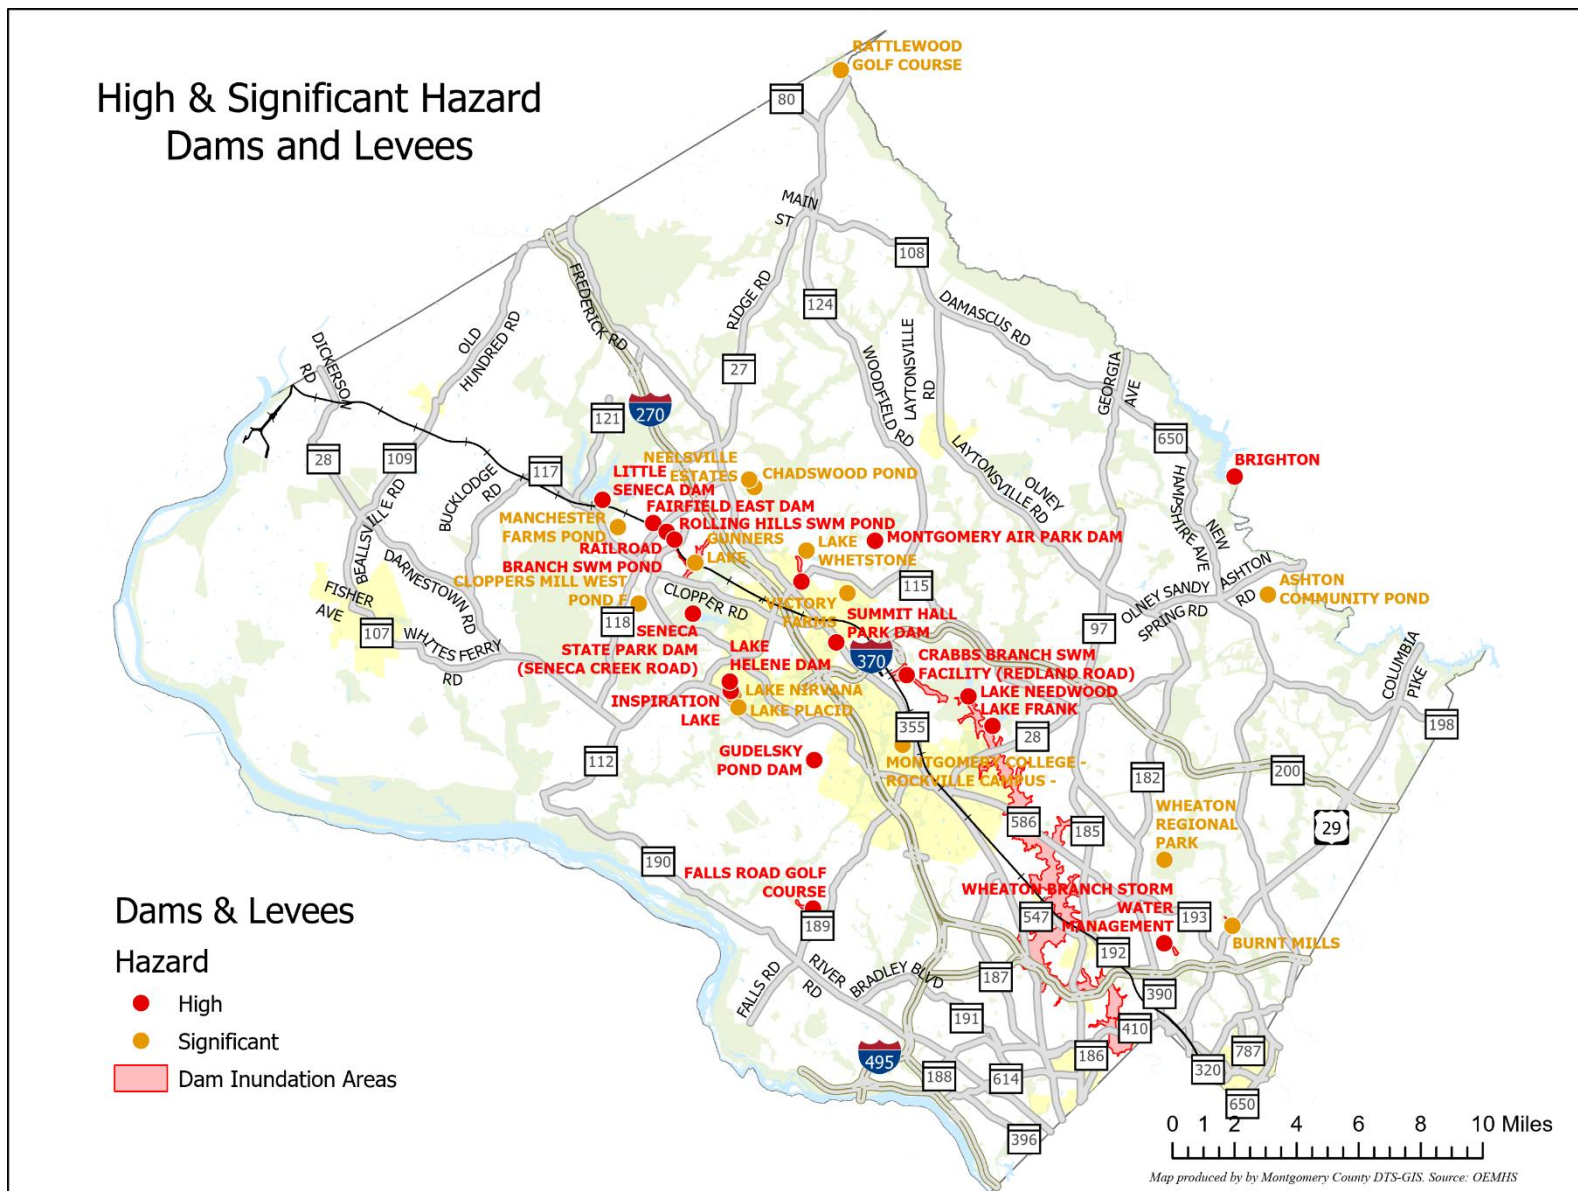 High & Significant Hazard
Dams and Levees
RATTLEWOOD
GOLF COURSE
80
MAIN
ST
108
DAMASCUS RD
124
RIDGE RD
27
FREDERICK RD
OLD
HUNDRED RD
DICKERSON
RD
LAYTONSVILLE
RD
WOODFIELD RD
GEORGIA
AVE
650
270
121
28
109
117
BUCKLODGE
RD
BEALLSVILLE RD
DARNESTOWN
RD
FISHER
AVE
107
WHYTES FERRY
RD
LAYTONSVILLE RD
OLNEY
HAMPSHIRE AVE
NEW
BRIGHTON
NEELSVILLE
ESTATES
CHADSWOOD POND
LITTLE
SENECA DAM
FAIRFIELD EAST DAM
ROLLING HILLS SWM POND
MANCHESTER
FARMS POND
RAILROAD
BRANCH SWM POND
GUNNERS
LAKE
LAKE
WHETSTONE
MONTGOMERY AIR PARK DAM
CLOPPERS MILL WEST
POND F
CLOPPER RD
118
115
VICTORY
FARMS
SUMMIT HALL
PARK DAM
97
OLNEY SANDY
SPRING RD
ASHTON
RD
ASHTON
COMMUNITY POND
SENECA
STATE PARK DAM
(SENECA CREEK ROAD)
LAKE
HELENE DAM
370
CRABBS BRANCH SWM
FACILITY (REDLAND ROAD)
LAKE NEEDWOOD
LAKE FRANK
COLUMBIA
PIKE
198
INSPIRATION
LAKE
LAKE NIRVANA
LAKE PLACID
355
28
GUDELSKY
POND DAM
MONTGOMERY COLLEGE -
ROCKVILLE CAMPUS -
112
182
200
586
185
29
WHEATON
REGIONAL
PARK
190
FALLS ROAD GOLF
COURSE
189
WHEATON BRANCH STORM
WATER
MANAGEMENT
547
193
192
BURNT MILLS
FALLS RD
RIVER
RD
BRADLEY BLVD
187
390
191
410
186
495
188
614
320
787
650
396
Dams & Levees
Hazard
High
Significant
Dam Inundation Areas
0 1 2 4 6 8 10 Miles
Map produced by by Montgomery County DTS-GIS. Source: OEMHS